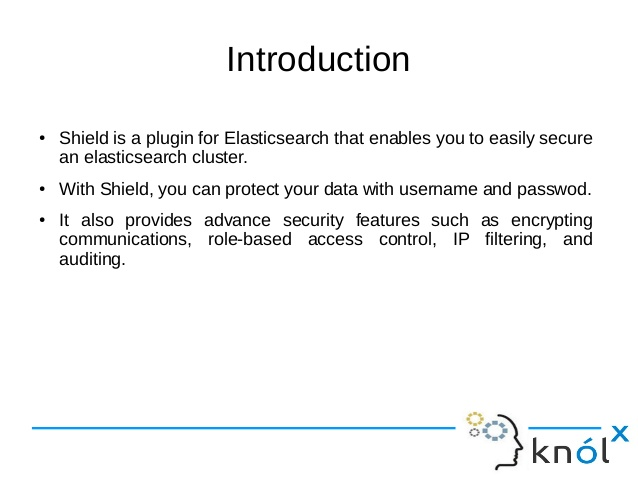 Introduction
• Shield is a plugin for Elasticsearch that enables you to easily secure
an elasticsearch cluster.
• With Shield, you can protect your data with username and passwod.
• It also provides advance security features such as encrypting
communications, role-based access control, IP filtering, and
auditing.
knólx